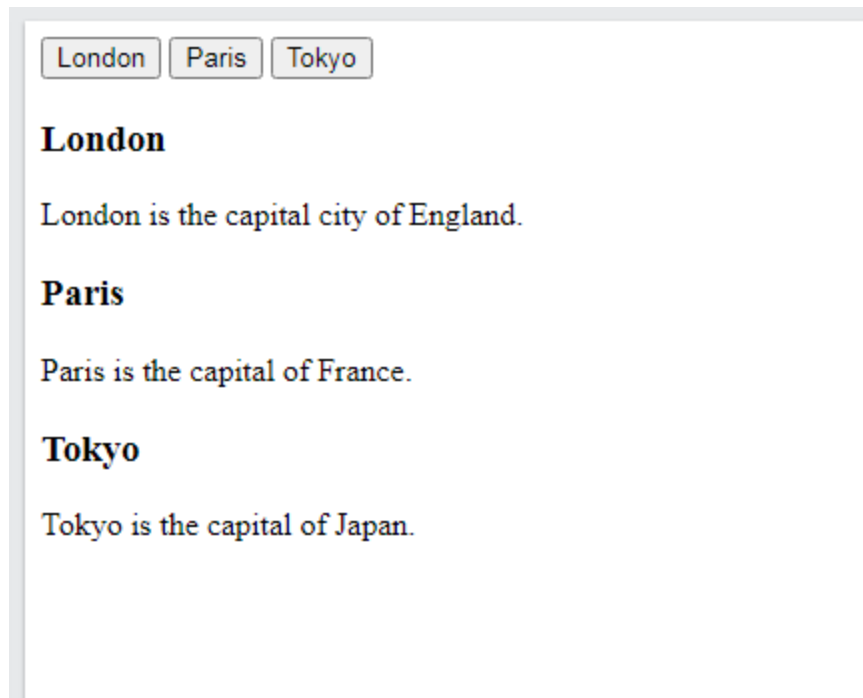 London Paris Tokyo
London
London is the capital city of England.
Paris
Paris is the capital of France.
Tokyo
Tokyo is the capital of Japan.